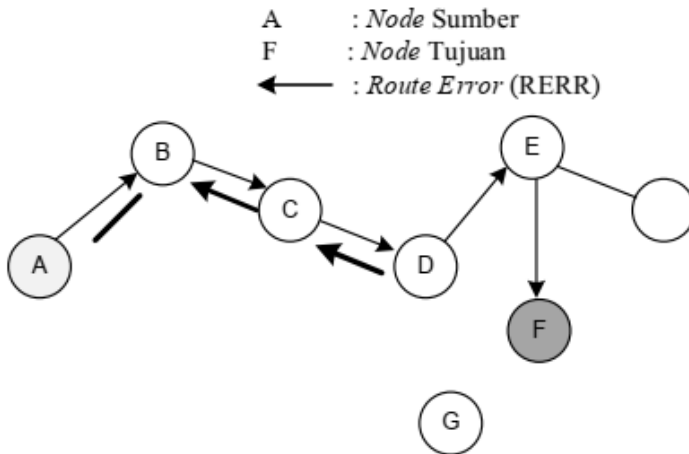 A : Node Sumber
F : Node Tujuan
: Route Error (RERR)
B
E
C
A
D
F
G